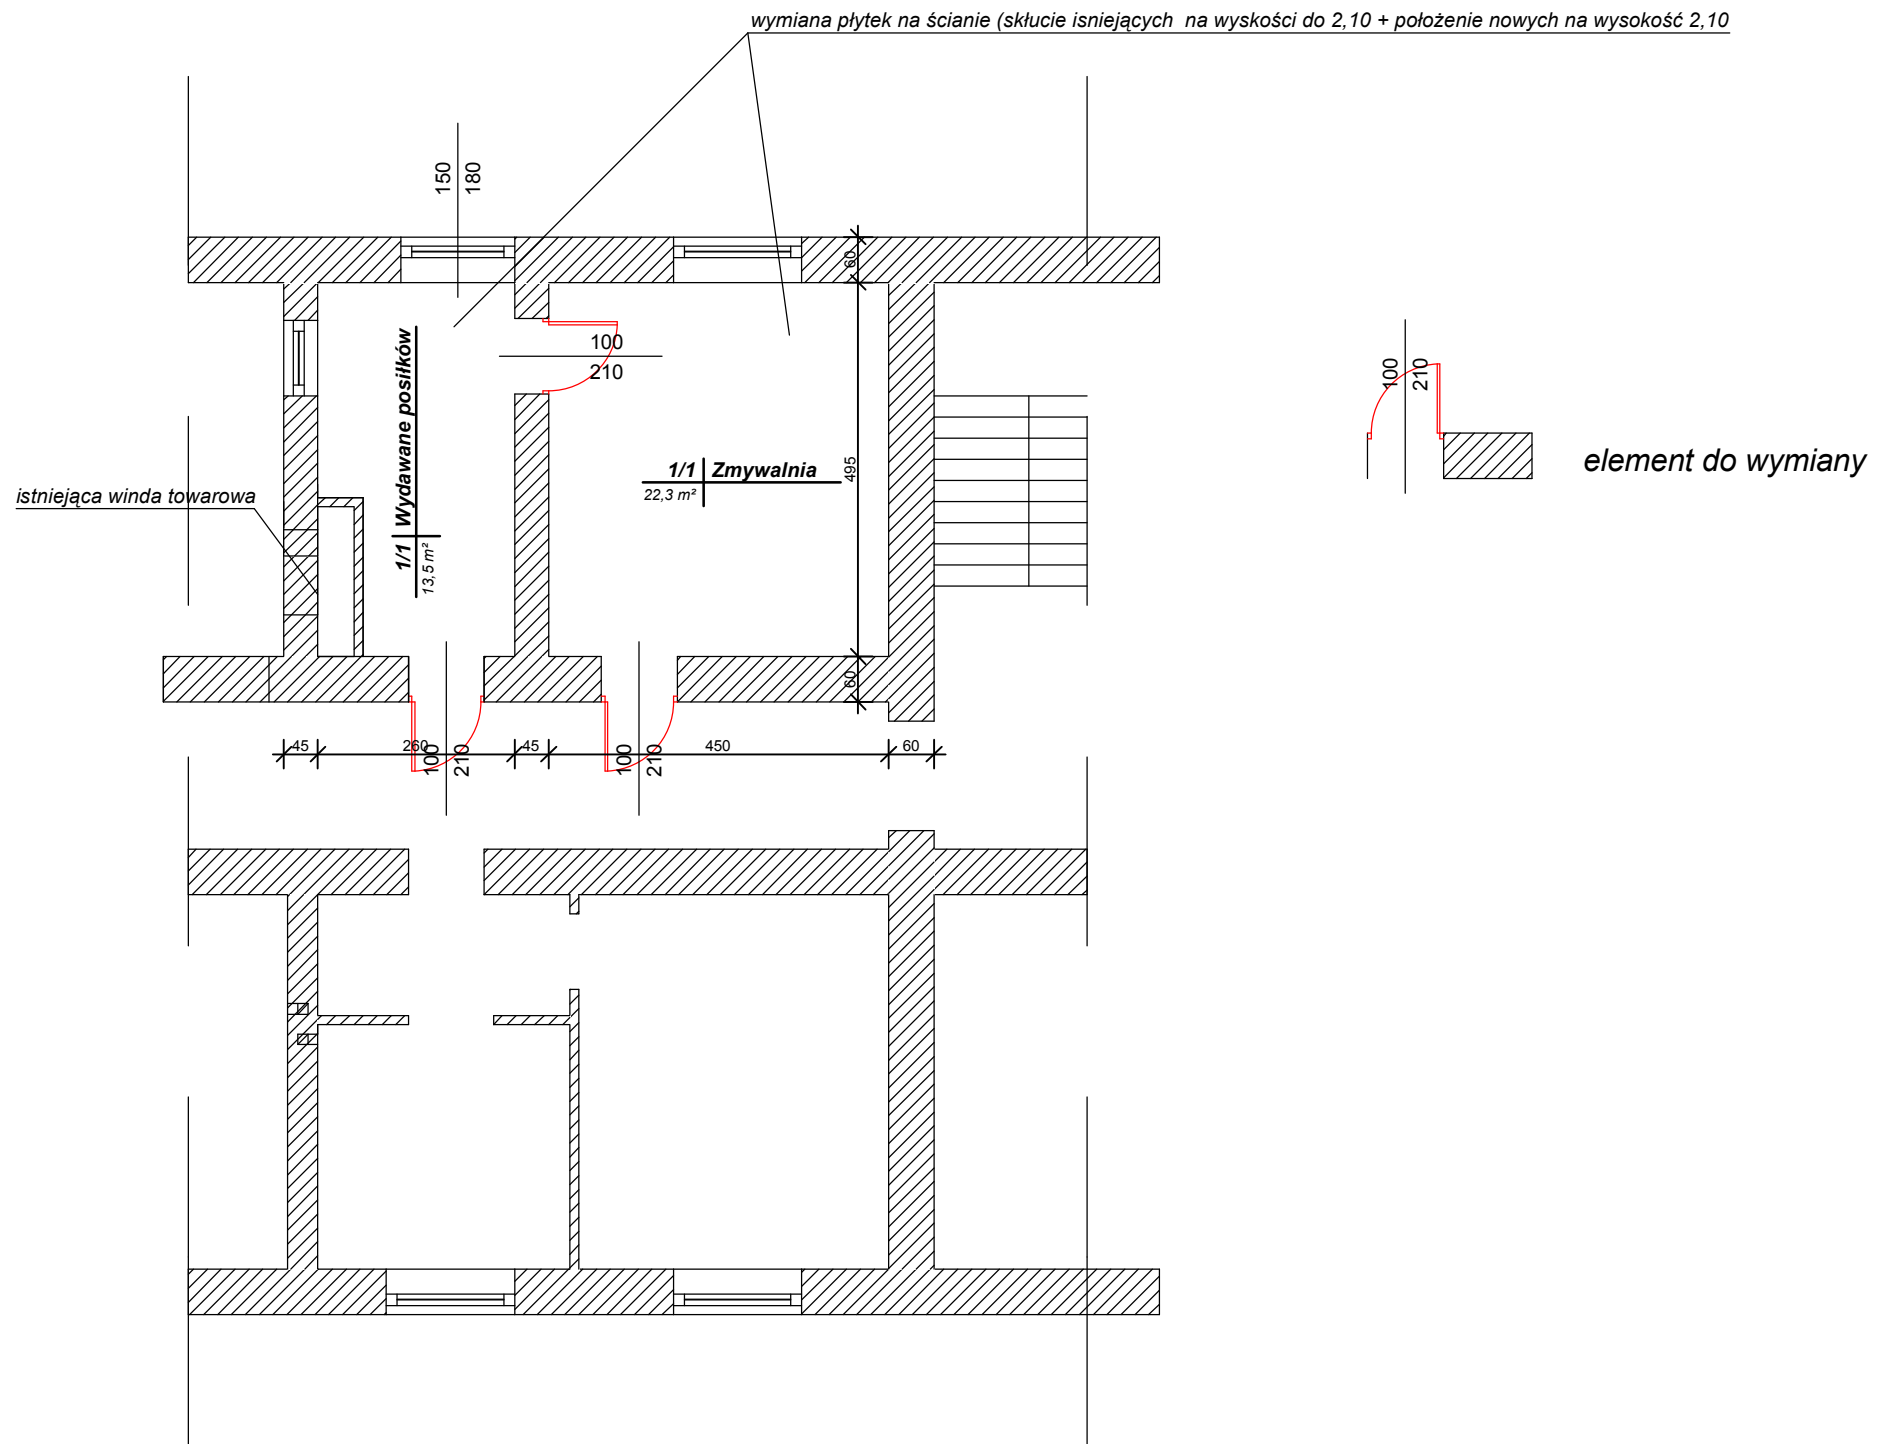 wymiana płytek na ścianie (skłucie isniejących na wyskości do 2,10 + położenie nowych na wysokość 2,10
150
180
60
100
210
1/1 Wydawane posiłków
13,5 m²
1/1 Zmywalnia
22,3 m²
495
100
210
element do wymiany
istniejąca winda towarowa
60
45
260
45
450
60
100
210
100
210